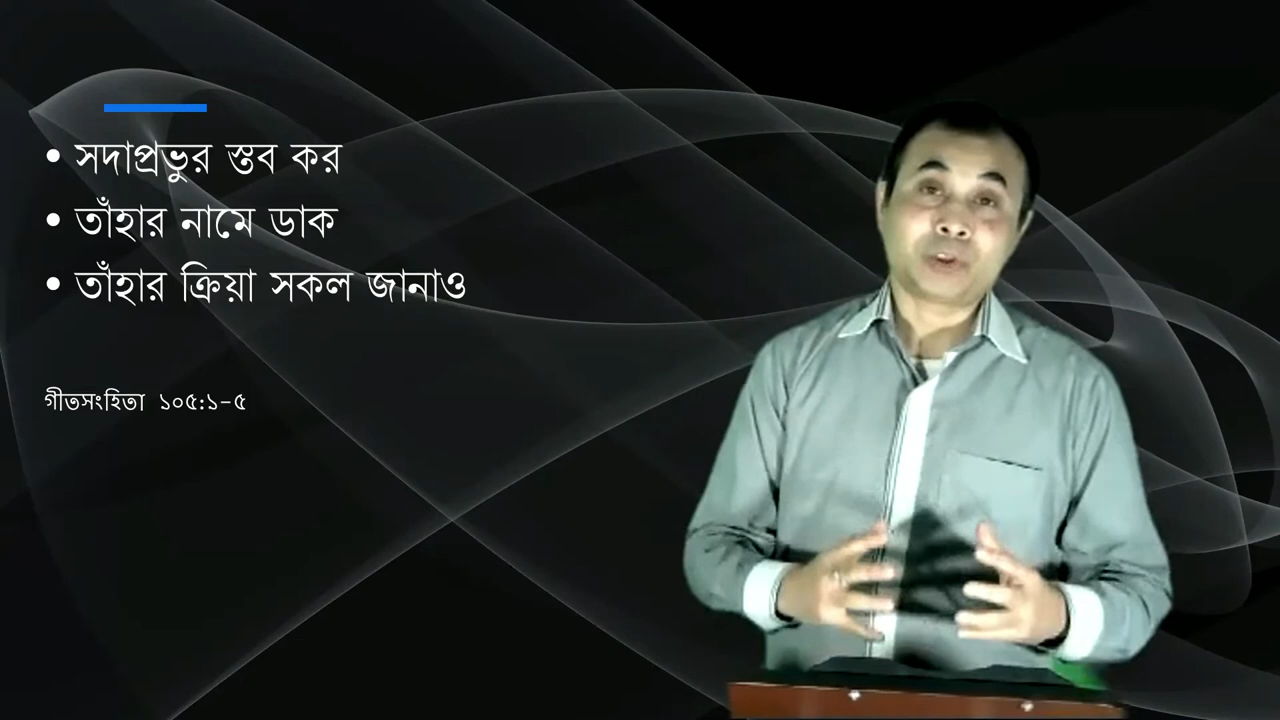 • সদাপ্রভুর স্তব কর
• তাঁহার নামে ডাক
• তাঁহার ক্রিয়া সকল জানাও
গীতসংহিতা ১০৫:১-৫